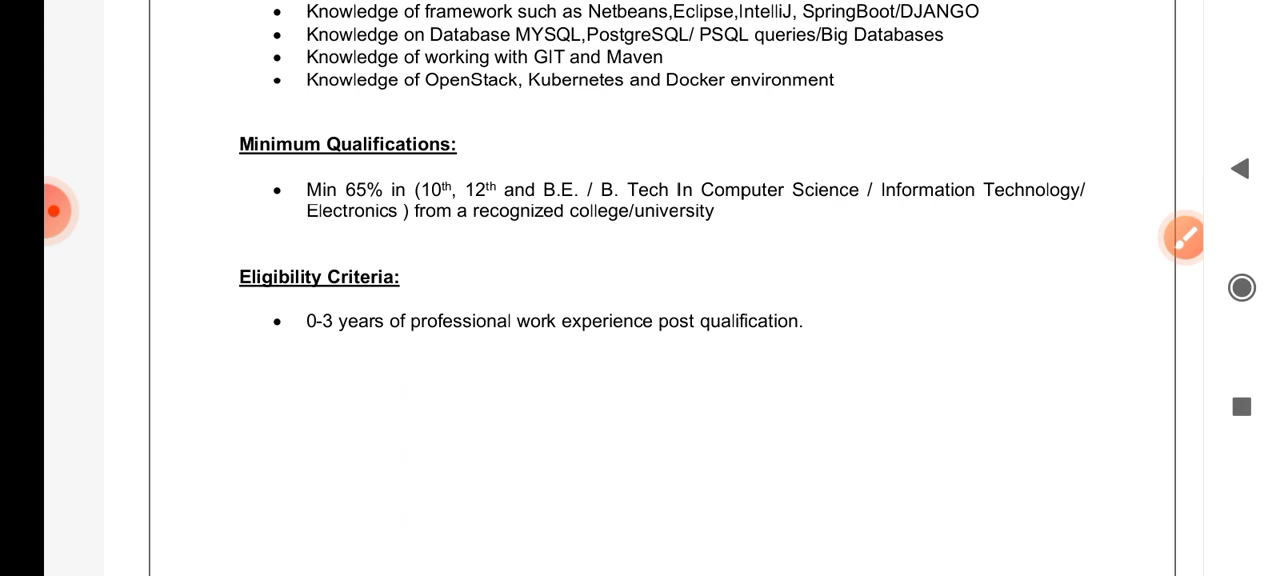 • Knowledge of framework such as Netbeans,Eclipse,IntelliJ, SpringBoot/DJANGO
• Knowledge on Database MYSQL,PostgreSQL/ PSQL queries/Big Databases
• Knowledge of working with GIT and Maven
• Knowledge of OpenStack, Kubernetes and Docker environment
Minimum Qualifications:
• Min 65% in (10th, 12th and B.E. / B. Tech In Computer Science / Information Technology/
Electronics ) from a recognized college/university
Eligibility Criteria:
• 0-3 years of professional work experience post qualification.